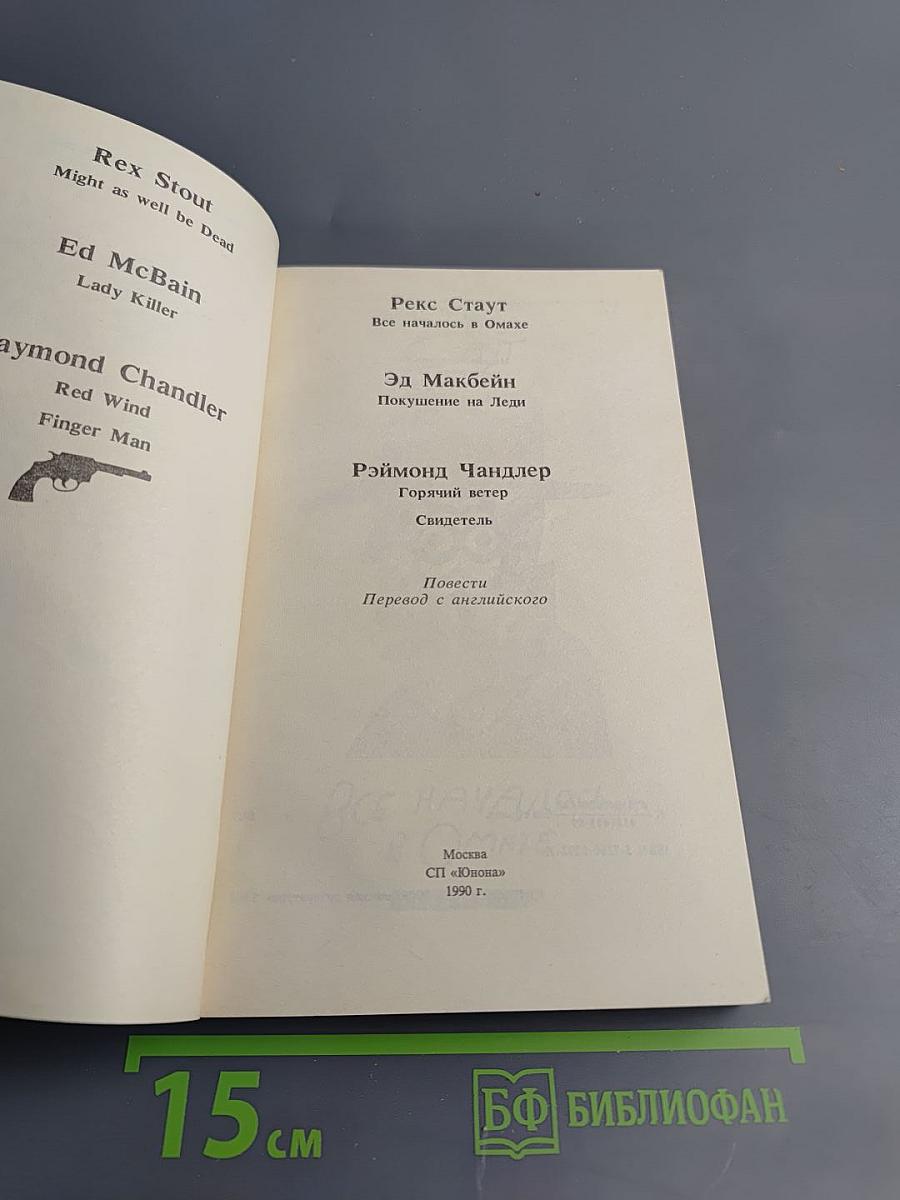 Rex Stout
Might as well be Dead
Ed McBain
Lady Killer
aymond Chandler
Red Wind
Finger Man
Рекс Стаут
Все началось в Омахе
Эд Макбейн
Покушение на Леди
Рэймонд Чандлер
Горячий ветер
Свидетель
Повести
Перевод с английского
Москва
СП «Юнона»
1990 г.
15 см
БФ БИБЛИОФАН